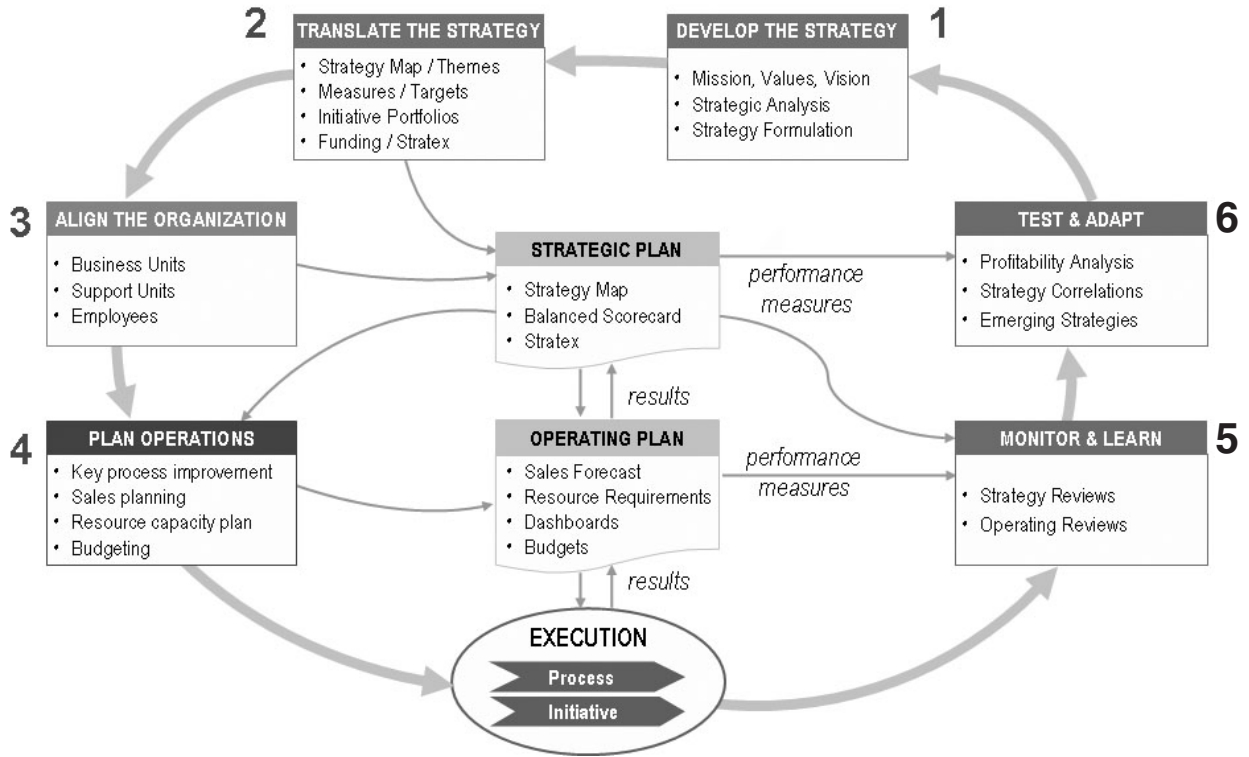 2
TRANSLATE THE STRATEGY
• Strategy Map / Themes
• Measures / Targets
• Initiative Portfolios
• Funding / Stratex
DEVELOP THE STRATEGY
1
• Mission, Values, Vision
• Strategic Analysis
• Strategy Formulation
3
ALIGN THE ORGANIZATION
• Business Units
• Support Units
• Employees
STRATEGIC PLAN
• Strategy Map
• Balanced Scorecard
• Stratex
performance
measures
TEST & ADAPT
6
• Profitability Analysis
• Strategy Correlations
• Emerging Strategies
results
4
PLAN OPERATIONS
• Key process improvement
• Sales planning
• Resource capacity plan
• Budgeting
OPERATING PLAN
• Sales Forecast
• Resource Requirements
• Dashboards
• Budgets
performance
measures
MONITOR & LEARN
5
• Strategy Reviews
• Operating Reviews
results
EXECUTION
Process
Initiative